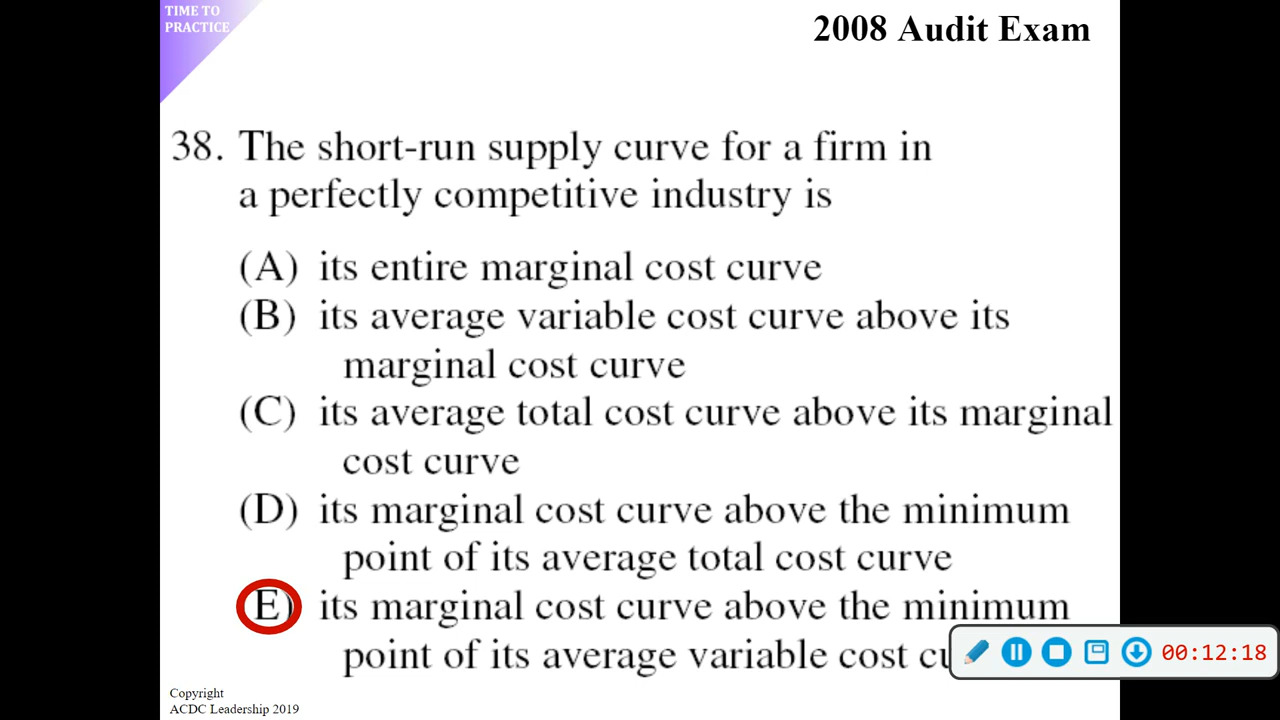 TIME TO
PRACTICE
2008 Audit Exam
38. The short-run supply curve for a firm in
a perfectly competitive industry is
(A) its entire marginal cost curve
(B) its average variable cost curve above its
marginal cost curve
(C) its average total cost curve above its marginal
cost curve
(D) its marginal cost curve above the minimum
point of its average total cost curve
(E) its marginal cost curve above the minimum
point of its average variable cost
00:12:18
Copyright
ACDC Leadership 2019